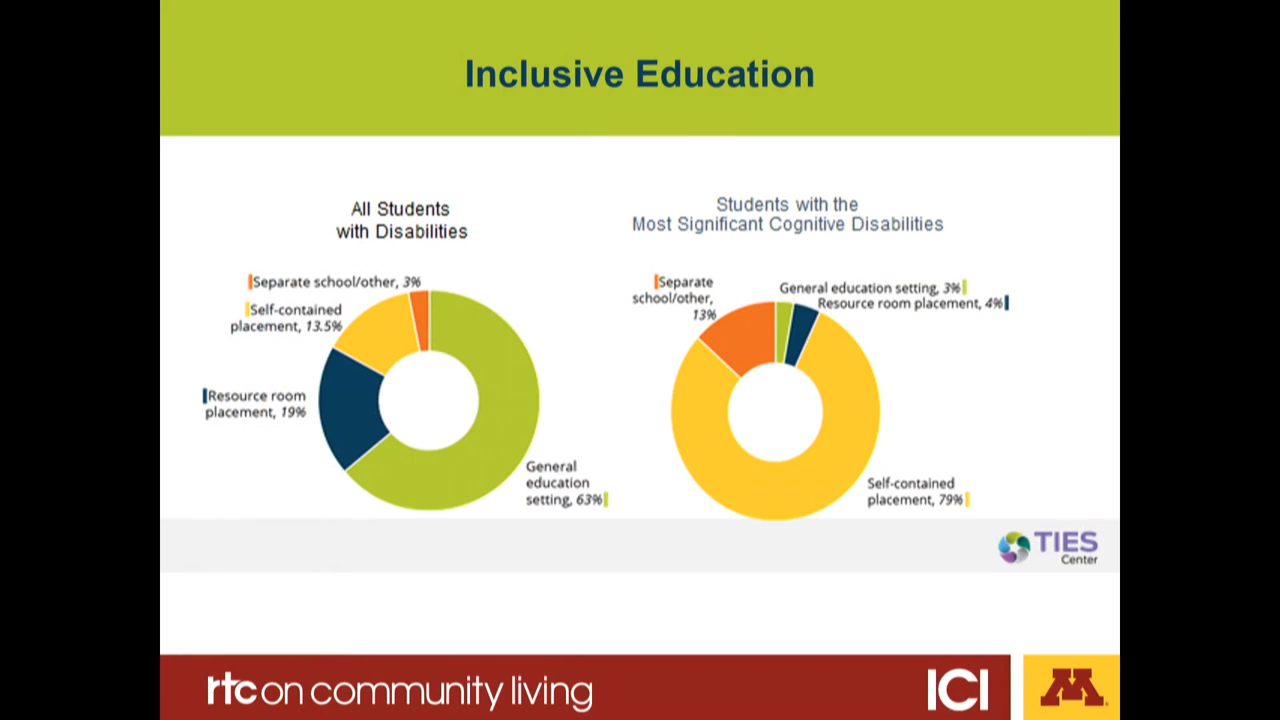 Inclusive Education
All Students
with Disabilities
Separate school/other, 3%
Self-contained
placement, 13.5%
Resource room
placement, 19%
General
education
setting, 63%
Students with the
Most Significant Cognitive Disabilities
Separate
school/other,
13%
General education setting, 3%
Resource room placement, 4%
Self-contained
placement, 79%
TIES
Center
rtc on community living
ICI
M